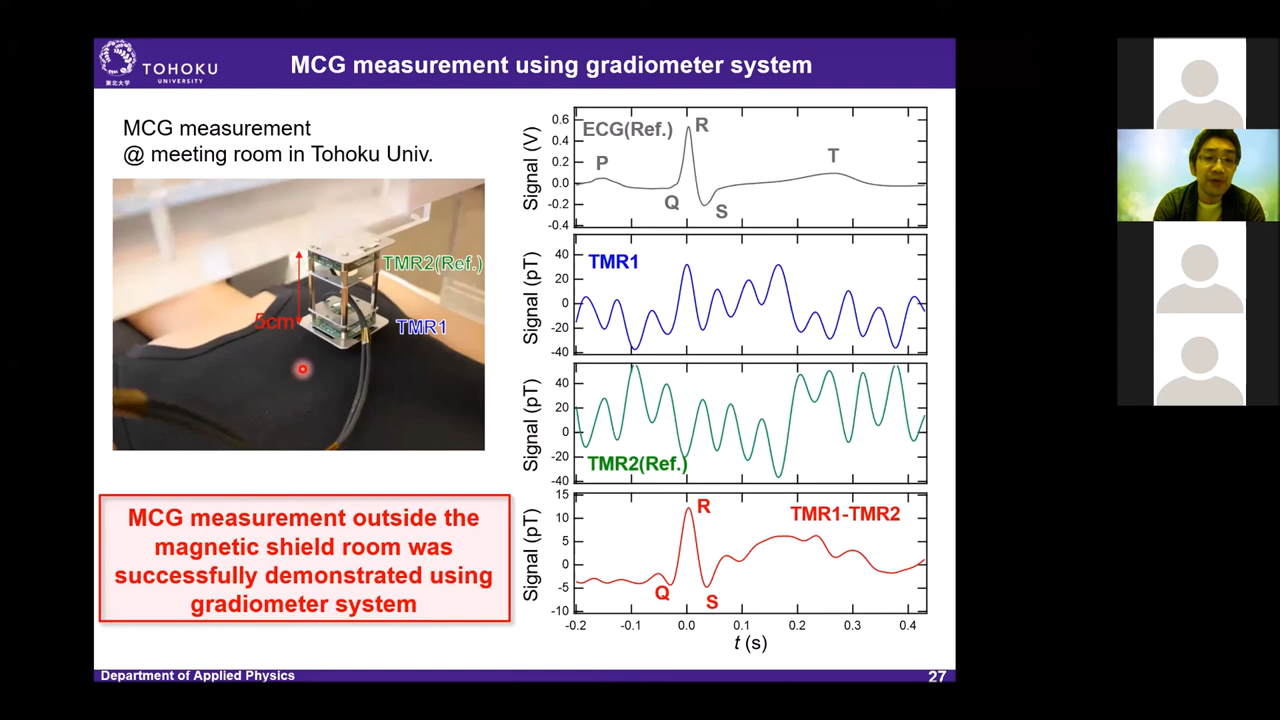 TOHOKU
UNIVERSITY
東北大学
MCG measurement using gradiometer system
MCG measurement
@ meeting room in Tohoku Univ.
TMR2(Ref.)
5cm
TMR1
MCG measurement outside the
magnetic shield room was
successfully demonstrated using
gradiometer system
Signal (V)
0.6
0.4
0.2
0.0
-0.2
-0.4
ECG(Ref.)
P
Q
R
S
T
Signal (pT)
40
20
0
-20
-40
TMR1
Signal (pT)
40
20
0
-20
-40
TMR2(Ref.)
Signal (pT)
15
10
5
0
-5
-10
R
TMR1-TMR2
Q
S
-0.2 -0.1 0.0 0.1 0.2 0.3 0.4
t (s)
Department of Applied Physics
27